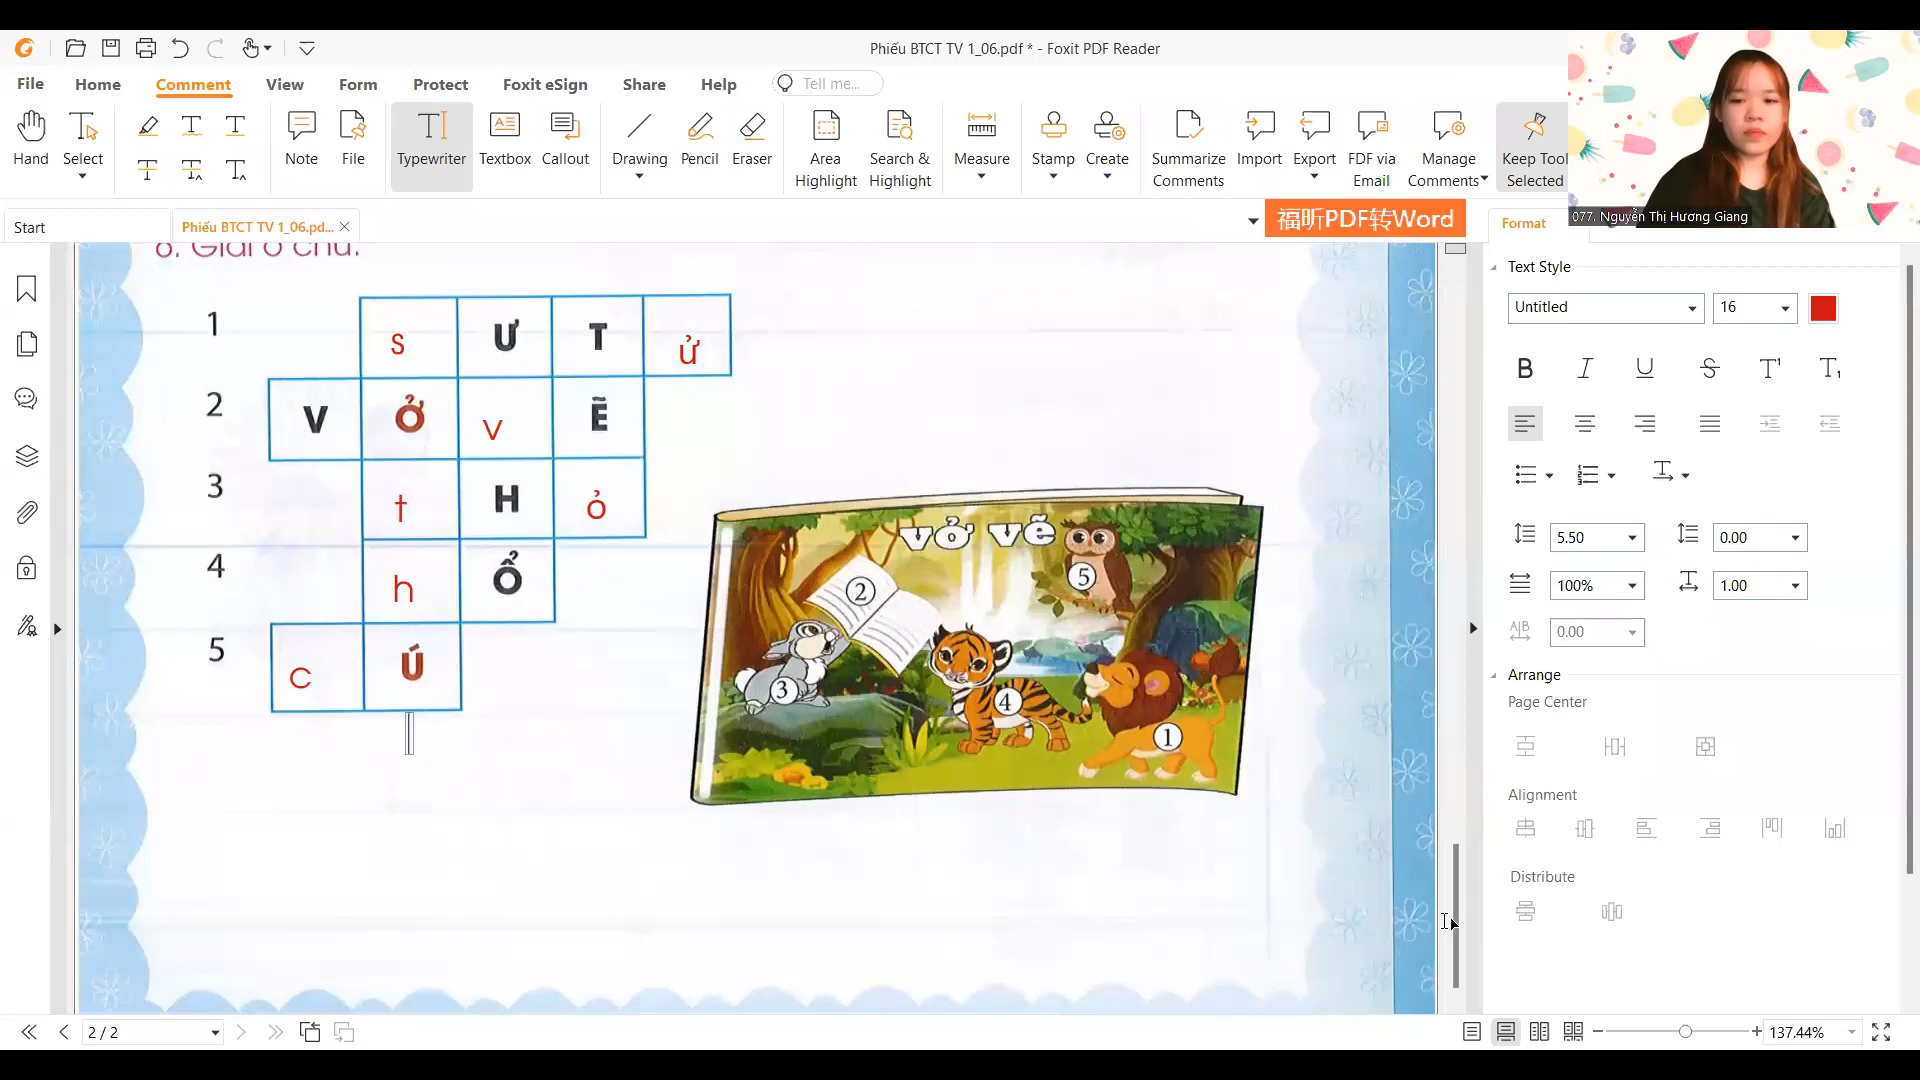 Phiếu BTCT TV 1_06.pdf * - Foxit PDF Reader
File Home Comment View Form Protect Foxit eSign Share Help Tell me...
Hand Select Note File Typewriter Textbox Callout Drawing Pencil Eraser Area Highlight Search & Highlight Measure Stamp Create Summarize Comments Import Export FDF via Email Manage Comments Keep Tool Selected
077. Nguyễn Thị Hương Giang
Start Phiếu BTCT TV 1_06.pd... 福昕PDF转Word Format
6. Giải ô chữ.
Text Style
Untitled 16
1 s Ư T ử
2 V Ở v Ẽ
3 t H ỏ
4 h Ổ
5 c Ú
vở vẽ
5
2
3
4
1
5.50 0.00
100% 1.00
0.00
Arrange
Page Center
Alignment
Distribute
2 / 2 137.44%